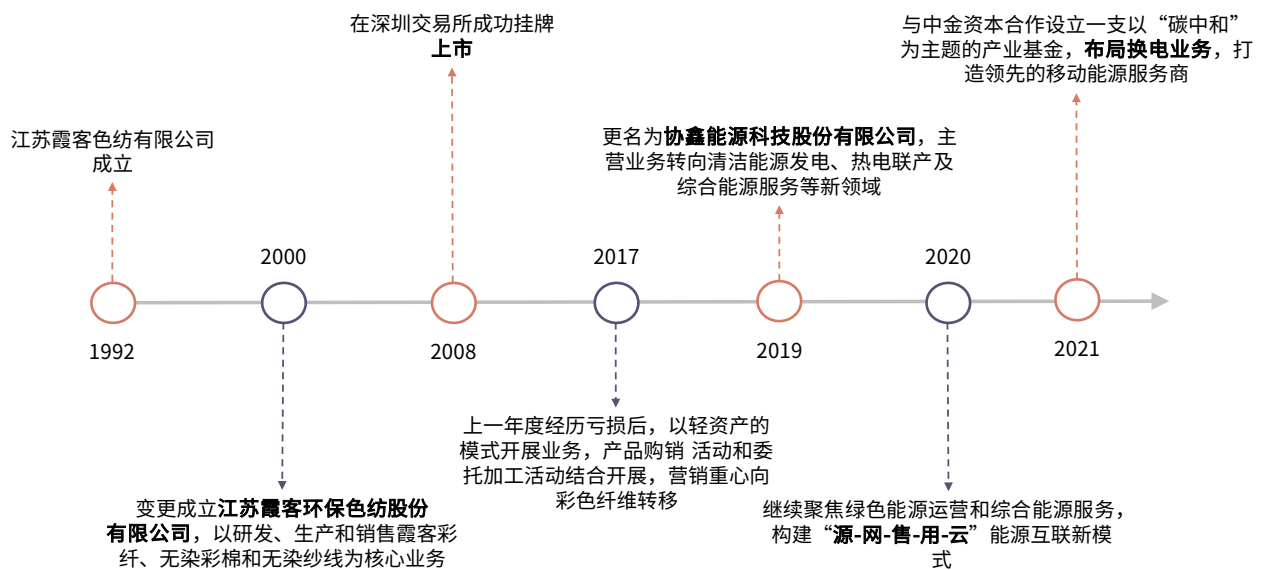 江苏霞客色纺有限公司
成立
1992
2000
变更成立江苏霞客环保色纺股份
有限公司，以研发、生产和销售霞客彩
纤、无染彩棉和无染纱线为核心业务
在深圳交易所成功挂牌
上市
2008
2017
上一年度经历亏损后，以轻资产的
模式开展业务，产品购销 活动和委
托加工活动结合开展，营销重心向
彩色纤维转移
更名为协鑫能源科技股份有限公司，主
营业务转向清洁能源发电、热电联产及
综合能源服务等新领域
2019
2020
继续聚焦绿色能源运营和综合能源服务，
构建“源-网-售-用-云”能源互联新模
式
与中金资本合作设立一支以“碳中和”
为主题的产业基金，布局换电业务，打
造领先的移动能源服务商
2021